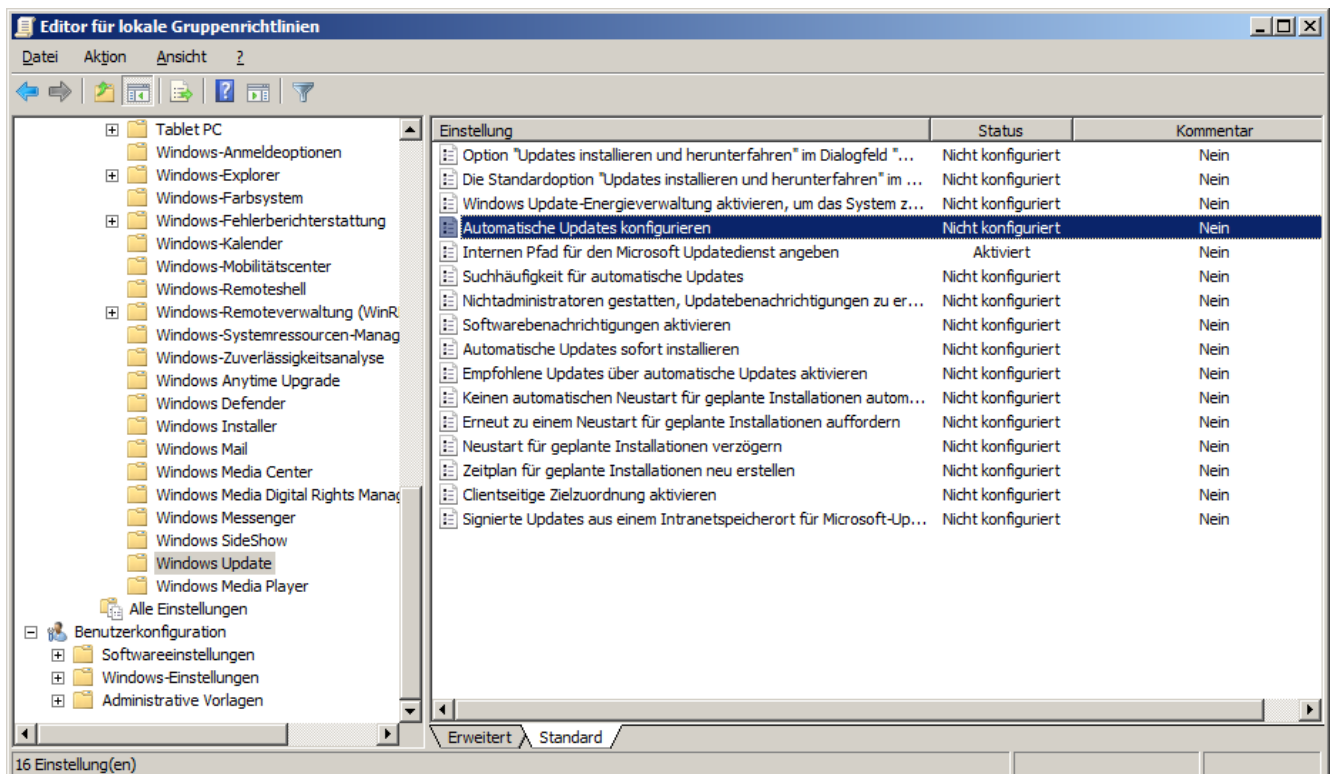 Editor für lokale Gruppenrichtlinien
Datei Aktion Ansicht ?
Tablet PC
Windows-Anmeldeoptionen
Windows-Explorer
Windows-Farbsystem
Windows-Fehlerberichterstattung
Windows-Kalender
Windows-Mobilitätscenter
Windows-Remoteshell
Windows-Remoteverwaltung (WinR
Windows-Systemressourcen-Manag
Windows-Zuverlässigkeitsanalyse
Windows Anytime Upgrade
Windows Defender
Windows Installer
Windows Mail
Windows Media Center
Windows Media Digital Rights Manag
Windows Messenger
Windows SideShow
Windows Update
Windows Media Player
Alle Einstellungen
Benutzerkonfiguration
Softwareeinstellungen
Windows-Einstellungen
Administrative Vorlagen
Einstellung Status Kommentar
Option "Updates installieren und herunterfahren" im Dialogfeld "... Nicht konfiguriert Nein
Die Standardoption "Updates installieren und herunterfahren" im ... Nicht konfiguriert Nein
Windows Update-Energieverwaltung aktivieren, um das System z... Nicht konfiguriert Nein
Automatische Updates konfigurieren Nicht konfiguriert Nein
Internen Pfad für den Microsoft Updatedienst angeben Aktiviert Nein
Suchhäufigkeit für automatische Updates Nicht konfiguriert Nein
Nichtadministratoren gestatten, Updatebenachrichtigungen zu er... Nicht konfiguriert Nein
Softwarebenachrichtigungen aktivieren Nicht konfiguriert Nein
Automatische Updates sofort installieren Nicht konfiguriert Nein
Empfohlene Updates über automatische Updates aktivieren Nicht konfiguriert Nein
Keinen automatischen Neustart für geplante Installationen autom... Nicht konfiguriert Nein
Erneut zu einem Neustart für geplante Installationen auffordern Nicht konfiguriert Nein
Neustart für geplante Installationen verzögern Nicht konfiguriert Nein
Zeitplan für geplante Installationen neu erstellen Nicht konfiguriert Nein
Clientseitige Zielzuordnung aktivieren Nicht konfiguriert Nein
Signierte Updates aus einem Intranetspeicherort für Microsoft-Up... Nicht konfiguriert Nein
Erweitert Standard
16 Einstellung(en)